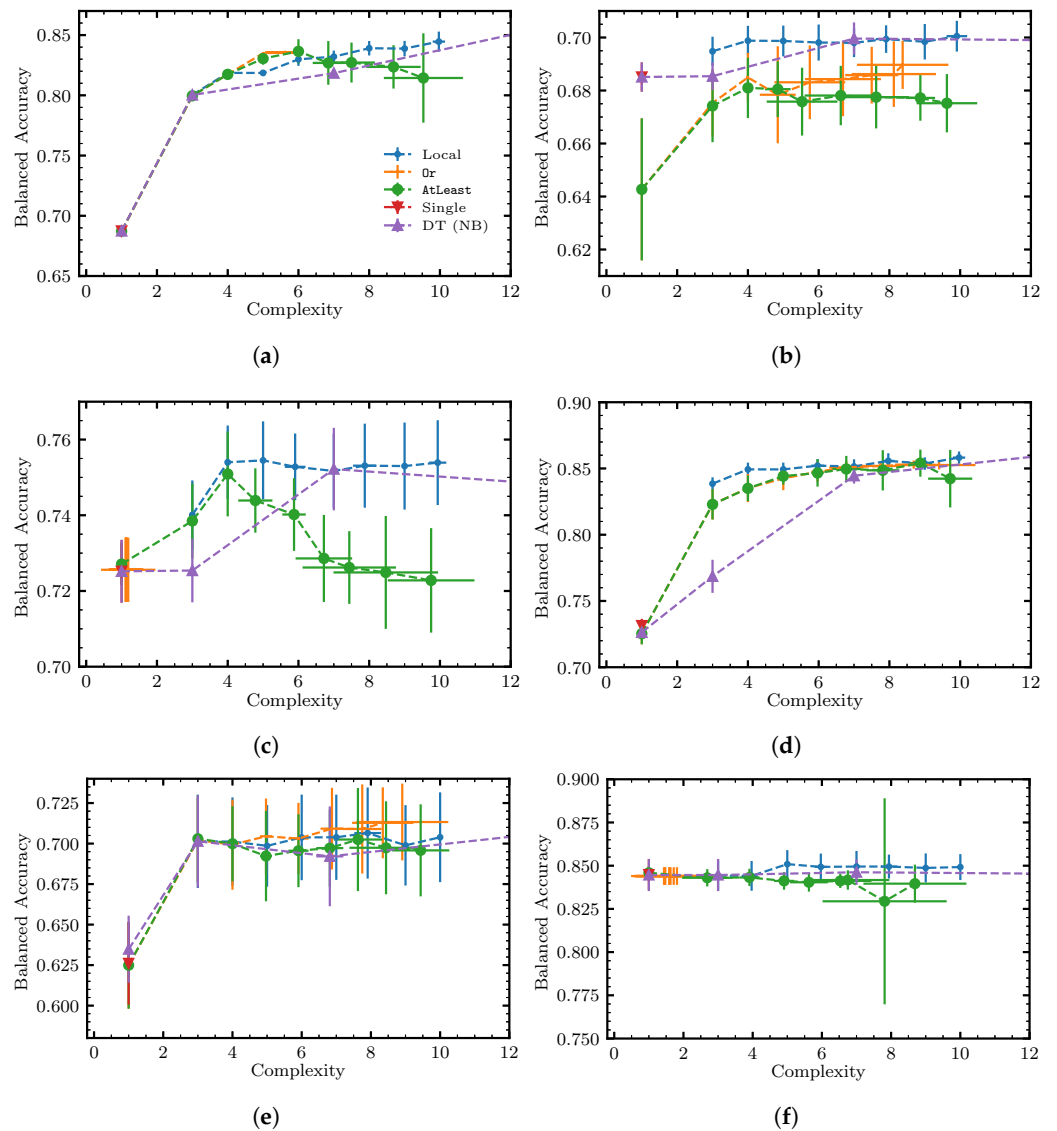 0.85
0.80
0.75
0.70
0.65
Balanced Accuracy
0 2 4 6 8 10 12
Complexity
Local
Or
AtLeast
Single
DT (NB)
(a)
0.70
0.68
0.66
0.64
0.62
Balanced Accuracy
0 2 4 6 8 10 12
Complexity
(b)
0.76
0.74
0.72
0.70
Balanced Accuracy
0 2 4 6 8 10 12
Complexity
(c)
0.90
0.85
0.80
0.75
0.70
Balanced Accuracy
0 2 4 6 8 10 12
Complexity
(d)
0.725
0.700
0.675
0.650
0.625
0.600
Balanced Accuracy
0 2 4 6 8 10 12
Complexity
(e)
0.900
0.875
0.850
0.825
0.800
0.775
0.750
Balanced Accuracy
0 2 4 6 8 10 12
Complexity
(f)